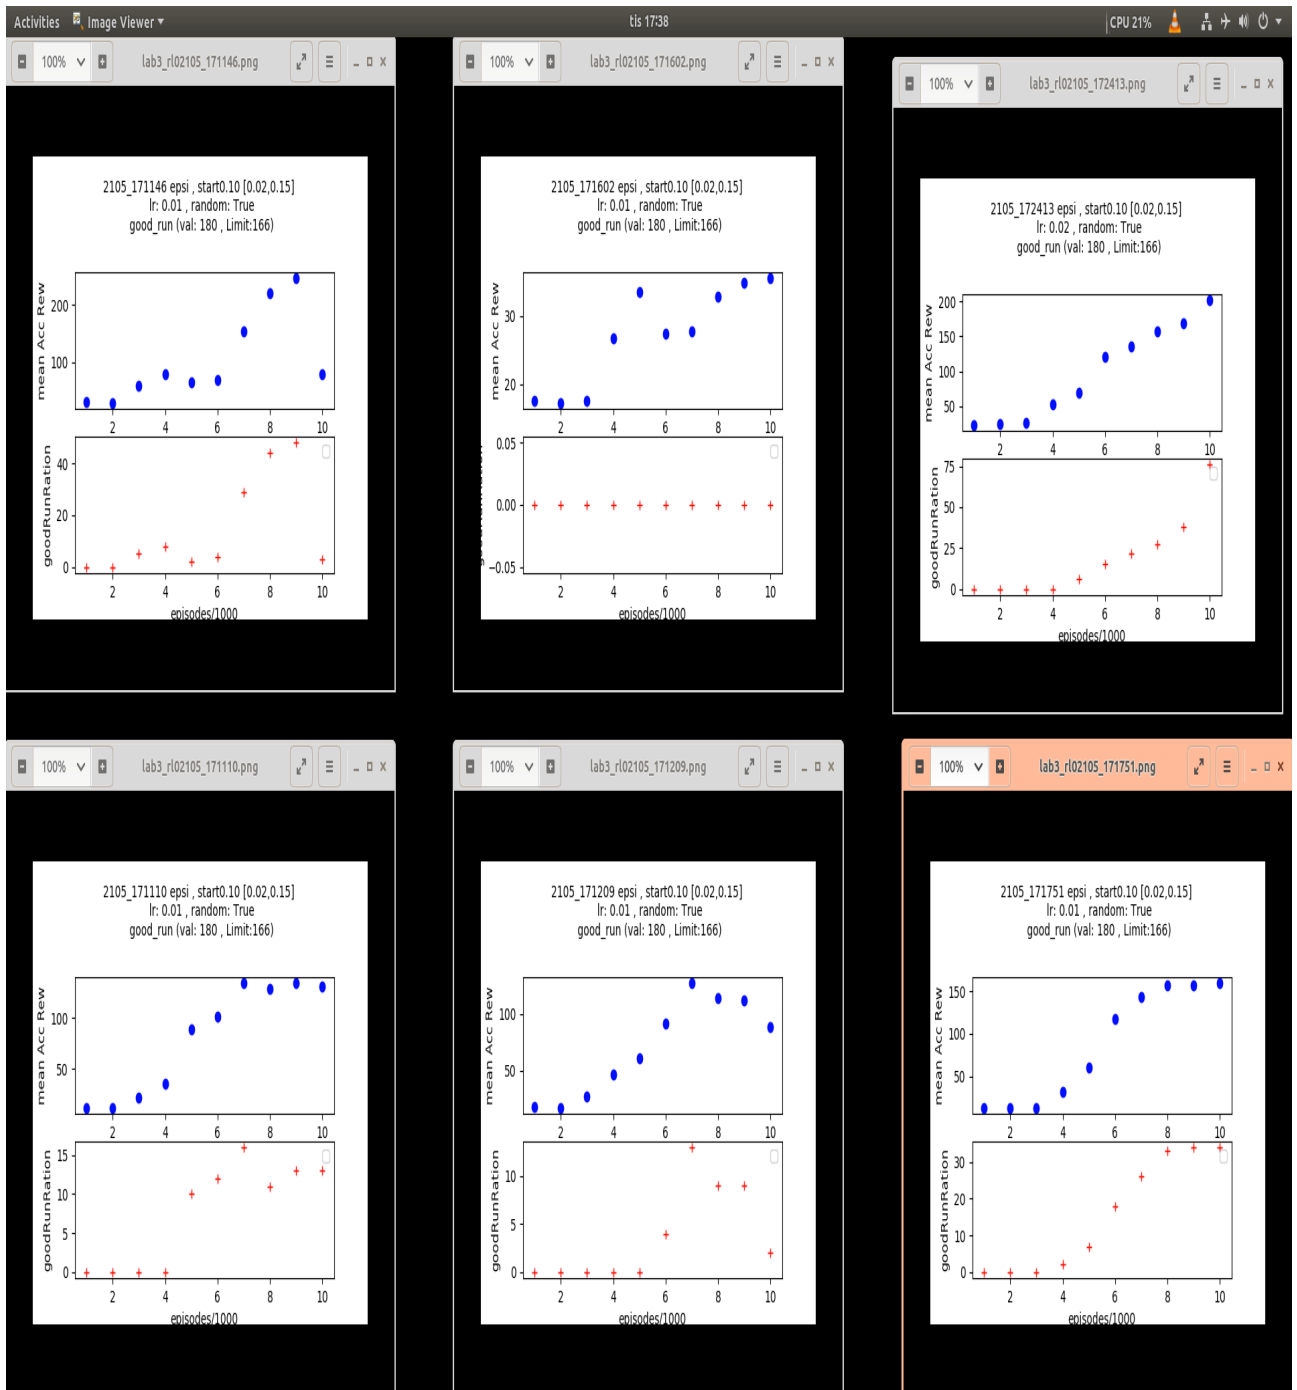 Activities Image Viewer tis 17:38 CPU 21%
100% lab3_rl02105_171146.png
2105_171146 epsi , start0.10 [0.02,0.15]
lr: 0.01 , random: True
good_run (val: 180 , Limit:166)
mean Acc Rew
200
100
2 4 6 8 10
goodRunRation
40
20
0
2 4 6 8 10
episodes/1000
100% lab3_rl02105_171602.png
2105_171602 epsi , start0.10 [0.02,0.15]
lr: 0.01 , random: True
good_run (val: 180 , Limit:166)
mean Acc Rew
30
20
2 4 6 8 10
0.05
0.00
−0.05
2 4 6 8 10
episodes/1000
100% lab3_rl02105_172413.png
2105_172413 epsi , start0.10 [0.02,0.15]
lr: 0.02 , random: True
good_run (val: 180 , Limit:166)
mean Acc Rew
200
150
100
50
2 4 6 8 10
goodRunRation
75
50
25
0
2 4 6 8 10
episodes/1000
100% lab3_rl02105_171110.png
2105_171110 epsi , start0.10 [0.02,0.15]
lr: 0.01 , random: True
good_run (val: 180 , Limit:166)
mean Acc Rew
100
50
2 4 6 8 10
goodRunRation
15
10
5
0
2 4 6 8 10
episodes/1000
100% lab3_rl02105_171209.png
2105_171209 epsi , start0.10 [0.02,0.15]
lr: 0.01 , random: True
good_run (val: 180 , Limit:166)
mean Acc Rew
100
50
2 4 6 8 10
goodRunRation
10
5
0
2 4 6 8 10
episodes/1000
100% lab3_rl02105_171751.png
2105_171751 epsi , start0.10 [0.02,0.15]
lr: 0.01 , random: True
good_run (val: 180 , Limit:166)
mean Acc Rew
150
100
50
2 4 6 8 10
goodRunRation
30
20
10
0
2 4 6 8 10
episodes/1000